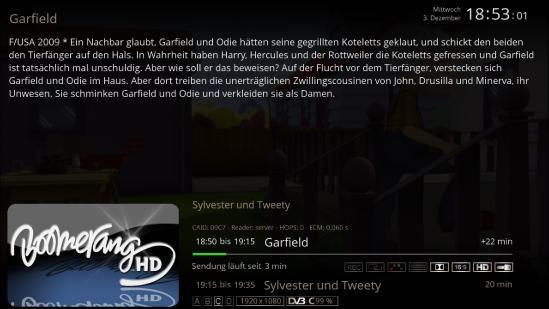 Garfield
Mittwoch
3. Dezember
18:53:01
F/USA 2009 * Ein Nachbar glaubt, Garfield und Odie hätten seine gegrillten Koteletts geklaut, und schickt den beiden
den Tierfänger auf den Hals. In Wahrheit haben Harry, Hercules und der Rottweiler die Koteletts gefressen und Garfield
ist tatsächlich mal unschuldig. Aber wie soll er das beweisen? Auf der Flucht vor dem Tierfänger, verstecken sich
Garfield und Odie im Haus. Aber dort treiben die unerträglichen Zwillingscousinen von John, Drusilla und Minerva, ihr
Unwesen. Sie schminken Garfield und Odie und verkleiden sie als Damen.
Sylvester und Tweety
CAID: 09C7 · Reader: server · HOPS: 0 · ECM: 0,060 s
18:50 bis 19:15 Garfield +22 min
Sendung läuft seit 3 min
REC 16:9 HD
19:15 bis 19:35 Sylvester und Tweety 20 min
A B C D 1920 x 1080 DVB C 99 %
Boomerang HD